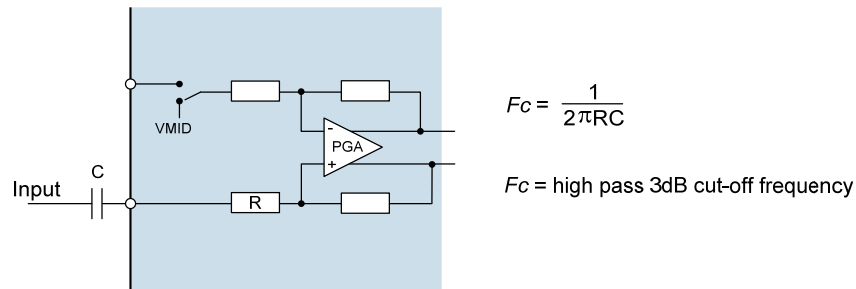 VMID
-
PGA
+
C
Input
R
Fc = 1 / 2πRC
Fc = high pass 3dB cut-off frequency